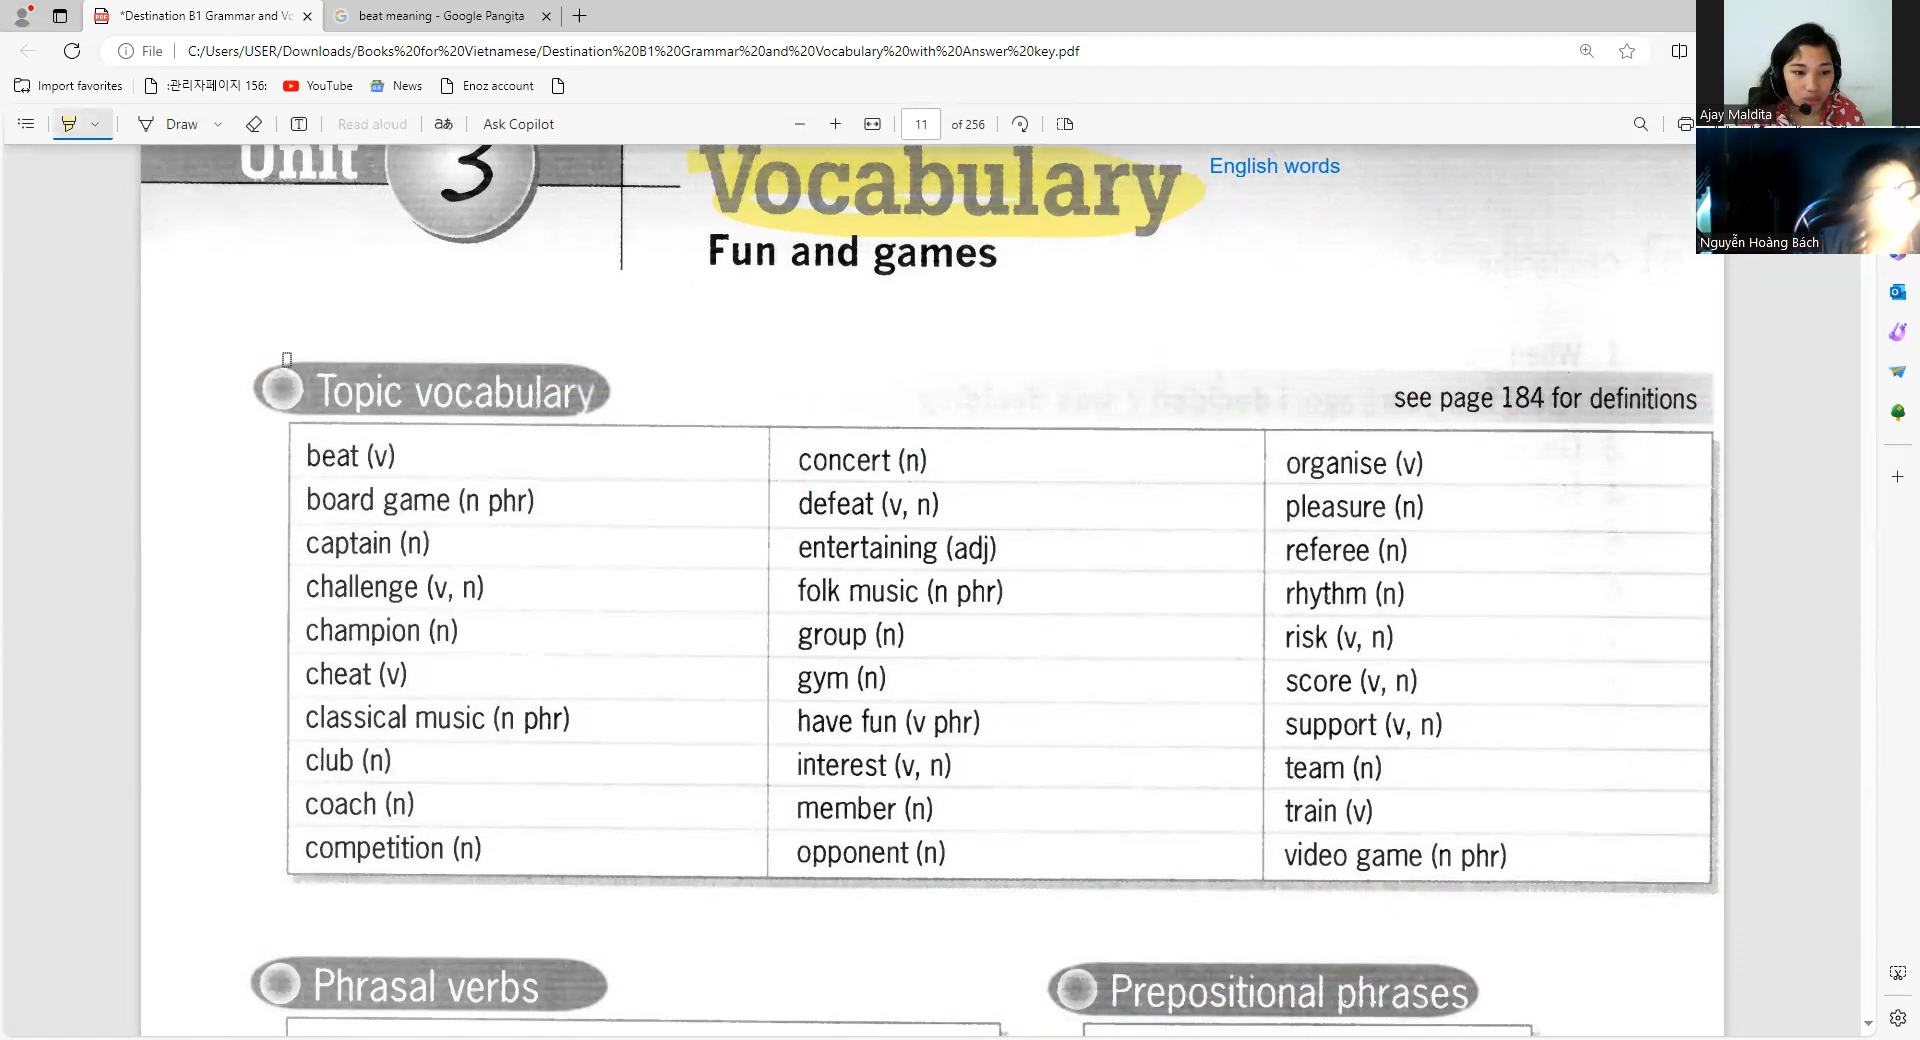 *Destination B1 Grammar and Vo
beat meaning - Google Pangita
File
C:/Users/USER/Downloads/Books%20for%20Vietnamese/Destination%20B1%20Grammar%20and%20Vocabulary%20with%20Answer%20key.pdf
Import favorites
:관리자페이지 156:
YouTube
News
Enoz account
Draw
Read aloud
aあ
Ask Copilot
11
of 256
Ajay Maldita
Nguyễn Hoàng Bách
Unit 3
Vocabulary
English words
Fun and games
Topic vocabulary
see page 184 for definitions
beat (v)
board game (n phr)
captain (n)
challenge (v, n)
champion (n)
cheat (v)
classical music (n phr)
club (n)
coach (n)
competition (n)
concert (n)
defeat (v, n)
entertaining (adj)
folk music (n phr)
group (n)
gym (n)
have fun (v phr)
interest (v, n)
member (n)
opponent (n)
organise (v)
pleasure (n)
referee (n)
rhythm (n)
risk (v, n)
score (v, n)
support (v, n)
team (n)
train (v)
video game (n phr)
Phrasal verbs
Prepositional phrases